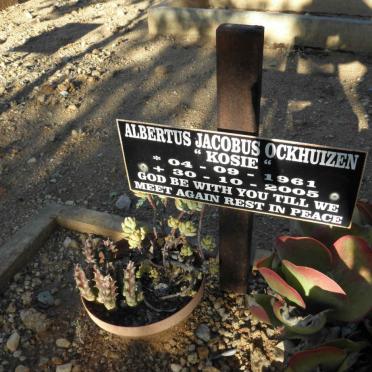 ALBERTUS JACOBUS OCKHUIZEN
" KOSIE "
* 04 - 09 - 1961
+ 30 - 10 - 2005
GOD BE WITH YOU TILL WE
MEET AGAIN REST IN PEACE